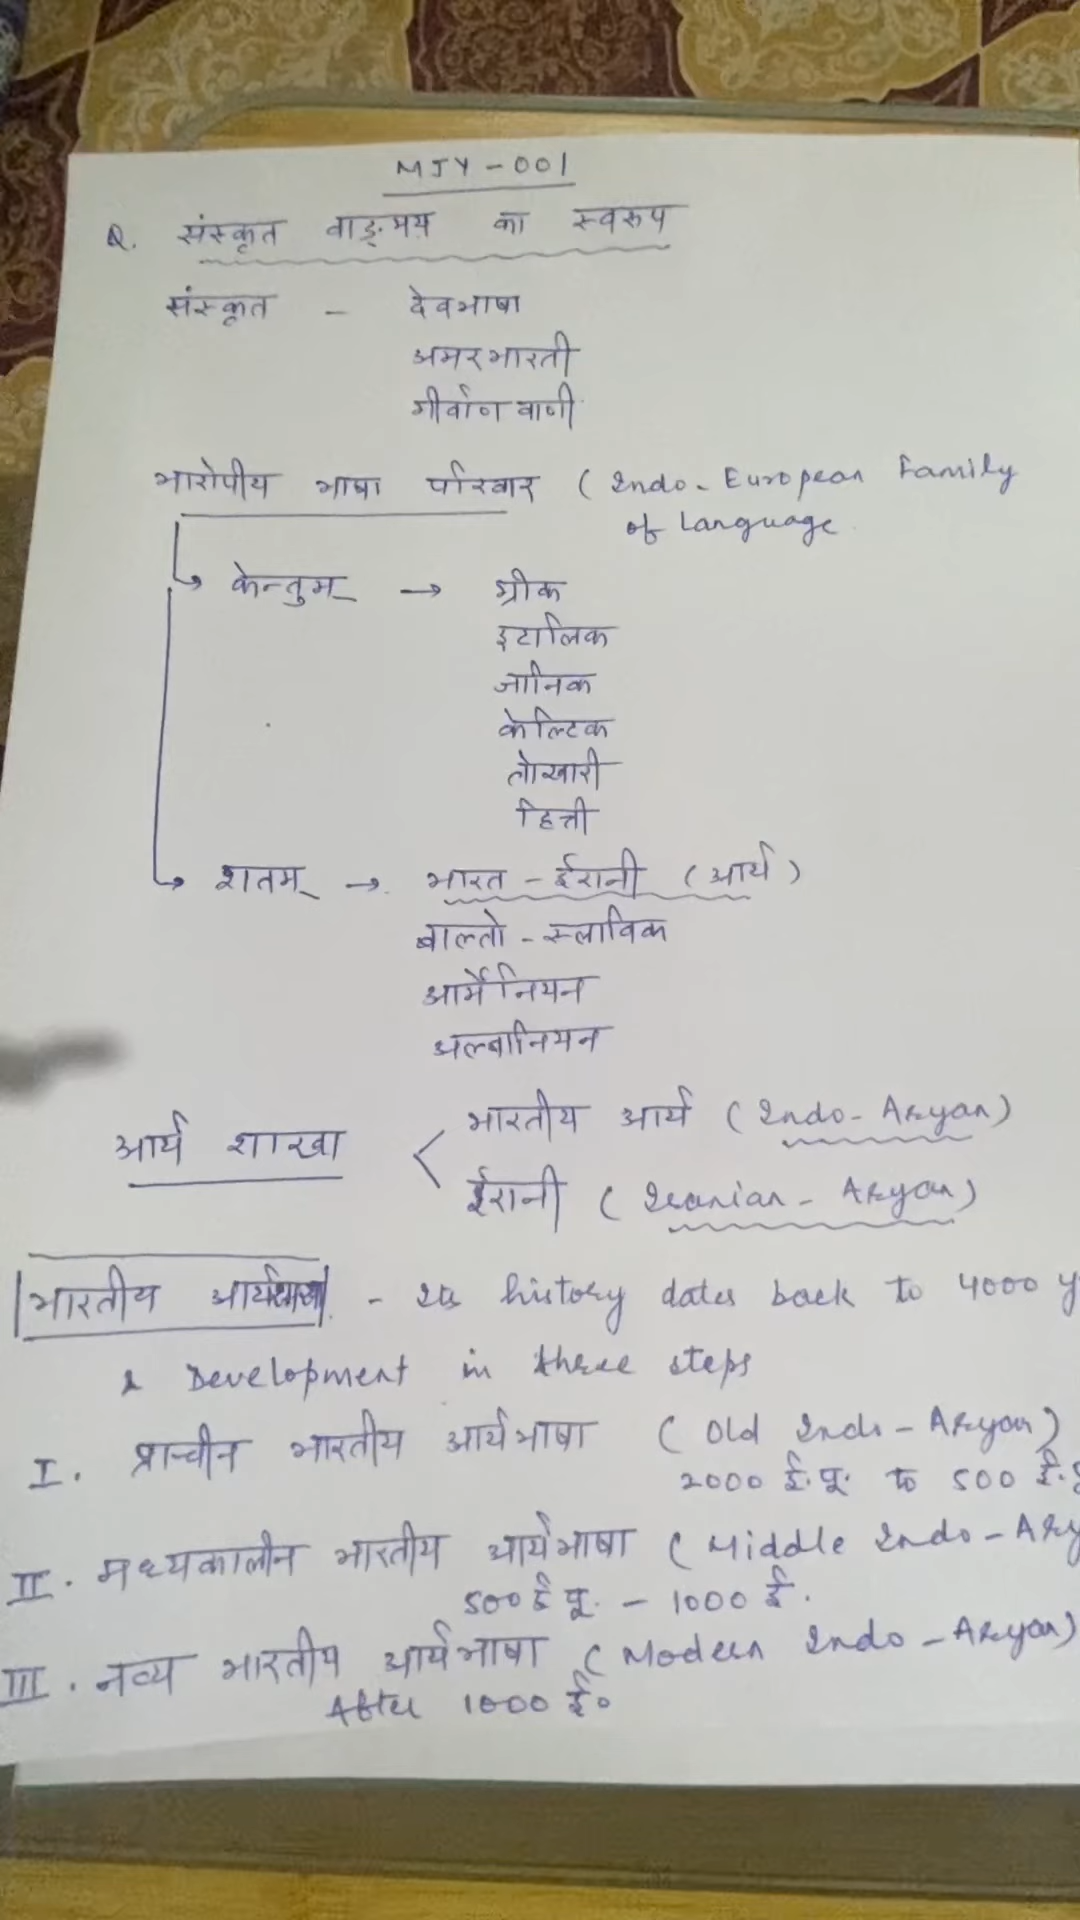 MJY - 001
Q. संस्कृत वाङ्मय का स्वरूप
संस्कृत - देवभाषा
अमरभारती
गीर्वाण वाणी
भारोपीय भाषा परिवार ( Indo - European Family
of Language
केन्तुम् → ग्रीक
इटालिक
जर्मनिक
केल्टिक
तोखारी
हित्ती
शतम् → भारत - ईरानी ( आर्य )
बाल्तो - स्लाविक
आर्मेनियन
अल्बानियन
आर्य शाखा < भारतीय आर्य ( Indo - Aryan )
ईरानी ( Iranian - Aryan )
भारतीय आर्यशाखा - Its history dates back to 4000 y
& Development in three steps
I. प्राचीन भारतीय आर्यभाषा ( Old Indo - Aryan )
2000 ई.पू. to 500 ई.
II. मध्यकालीन भारतीय आर्यभाषा ( Middle Indo - Ary
500 ई पू. - 1000 ई.
III. नव्य भारतीय आर्यभाषा ( Modern Indo - Aryan )
After 1000 ई०